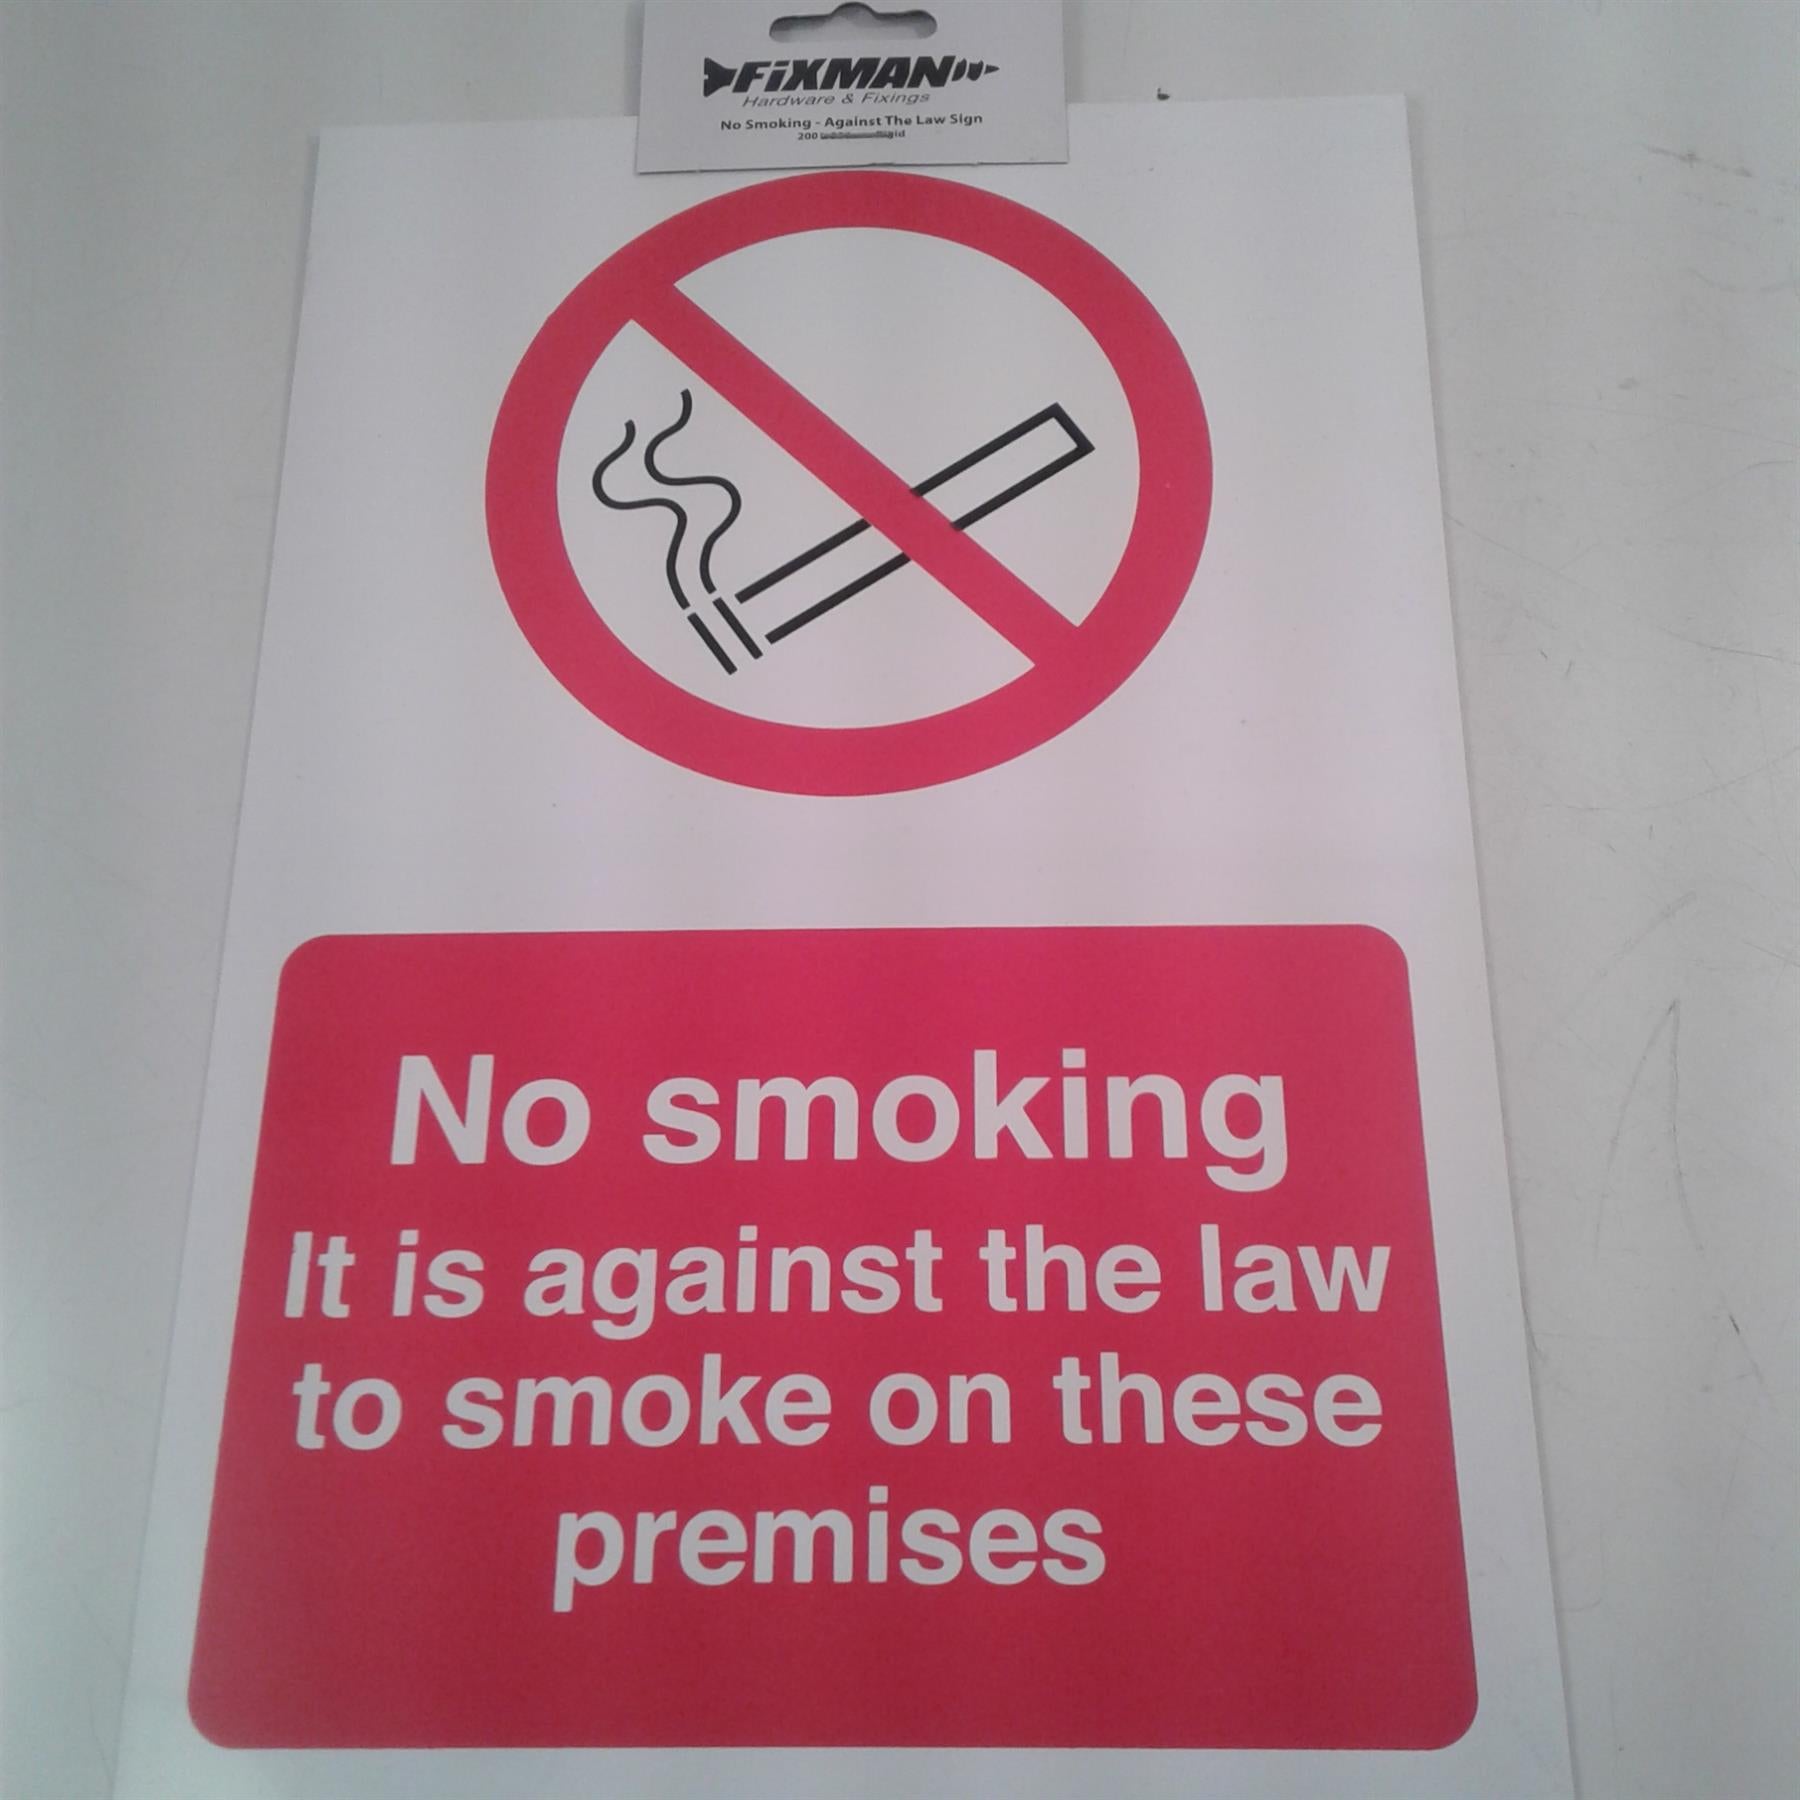 FiXMAN
Hardware & Fixings
No Smoking - Against The Law Sign
200
No smoking
It is against the law
to smoke on these
premises